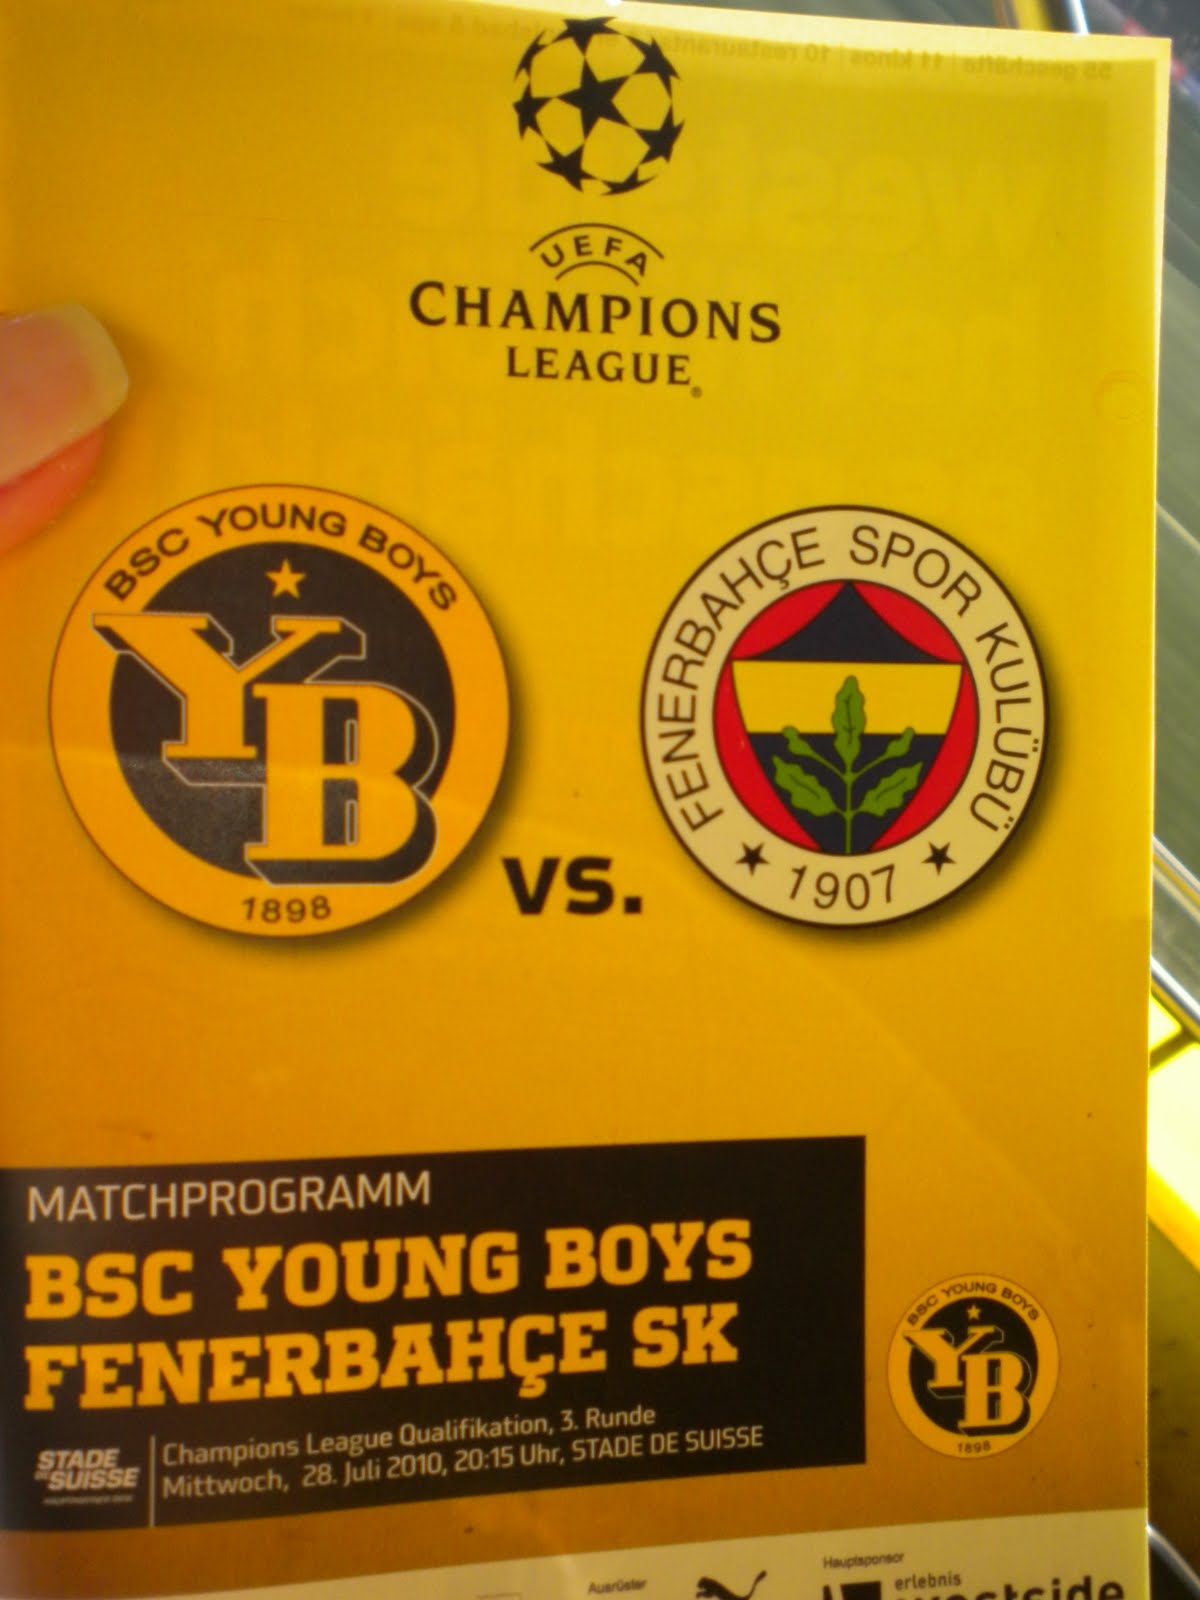 UEFA
CHAMPIONS
LEAGUE®
BSC YOUNG BOYS
YB
1898
vs.
FENERBAHÇE SPOR KULÜBÜ
1907
MATCHPROGRAMM
BSC YOUNG BOYS
FENERBAHÇE SK
STADE
DE SUISSE
Champions League Qualifikation, 3. Runde
Mittwoch, 28. Juli 2010, 20:15 Uhr, STADE DE SUISSE
BSC YOUNG BOYS
YB
1898
Ausrüster
Hauptsponsor
erlebnis
westside